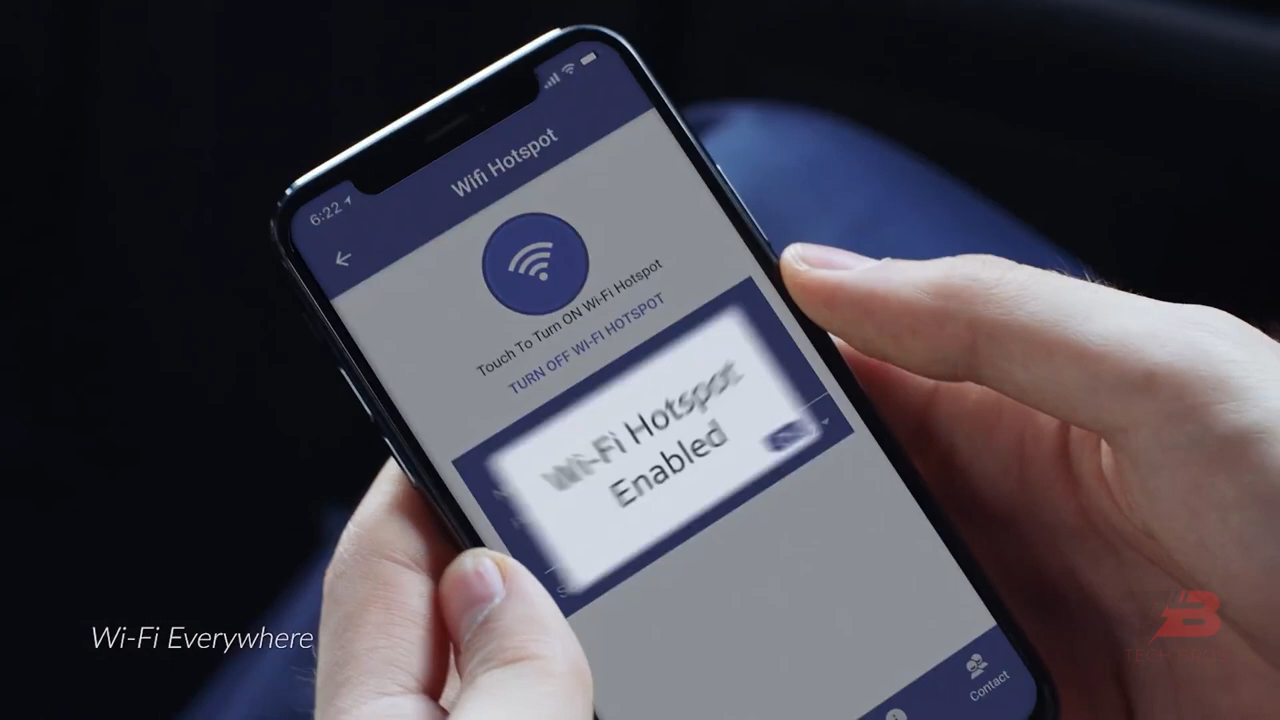 6:22
Wifi Hotspot
Touch To Turn ON Wi-Fi Hotspot
TURN OFF WI-FI HOTSPOT
Wi-Fi Hotspot
Enabled
Contact
Wi-Fi Everywhere